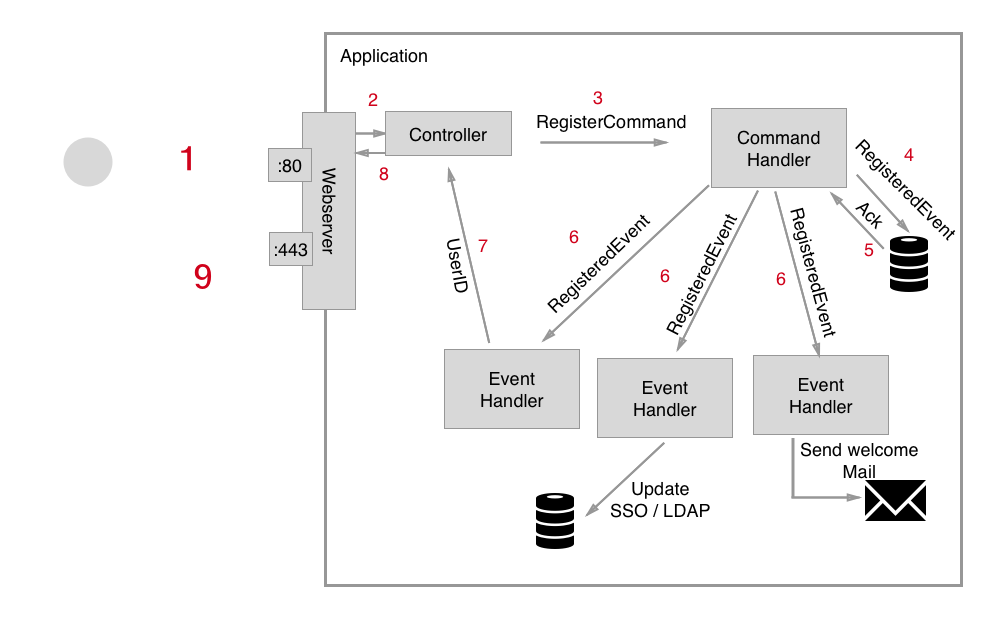 Application
2
3
RegisterCommand
Controller
Command
Handler
4
RegisteredEvent
1
:80
8
Webserver
Ack
5
:443
9
UserID
7
6
RegisteredEvent
6
RegisteredEvent
6
RegisteredEvent
Event
Handler
Event
Handler
Event
Handler
Send welcome
Mail
Update
SSO / LDAP